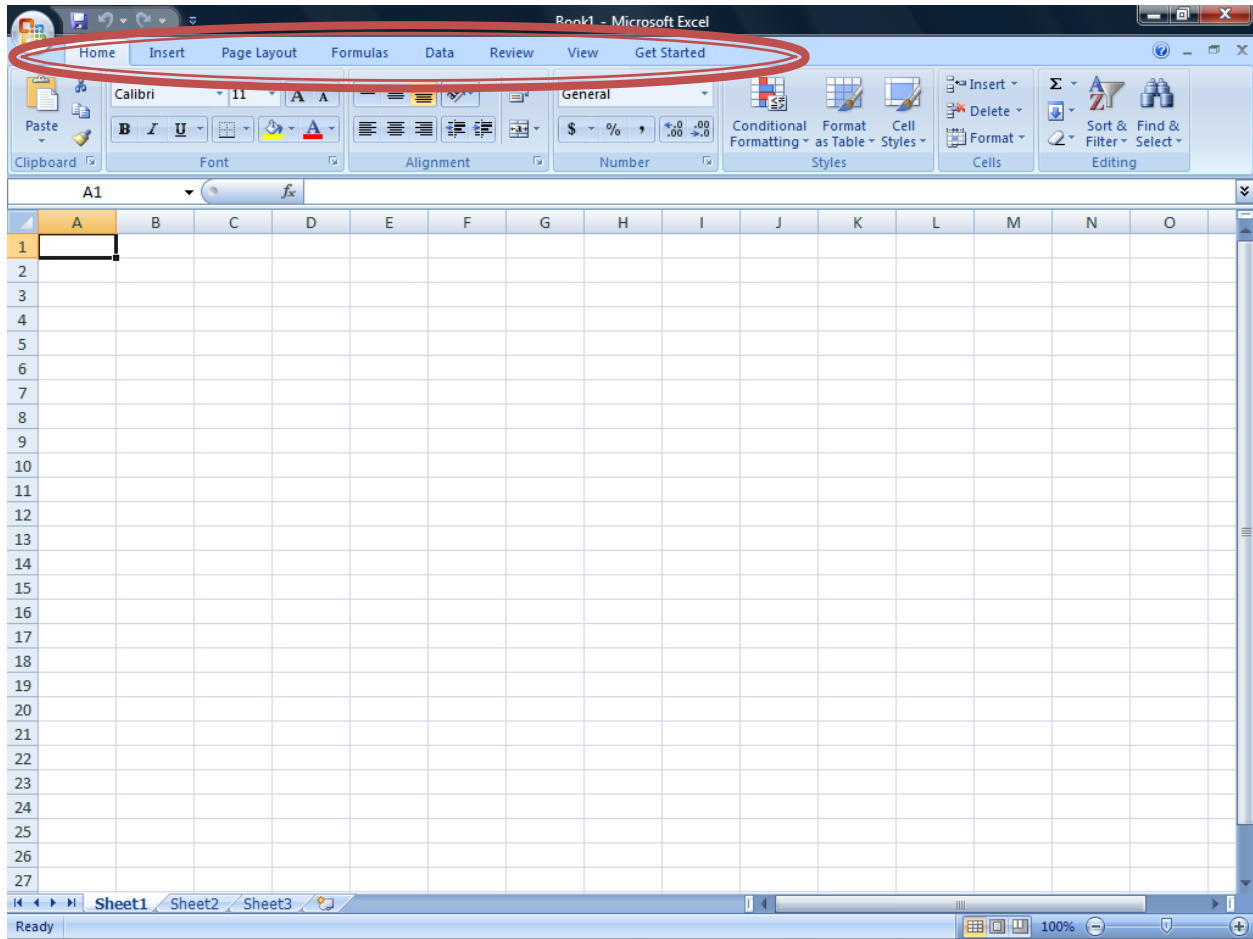 Book1 - Microsoft Excel
Home Insert Page Layout Formulas Data Review View Get Started
Calibri 11 A A General Insert
Paste Delete
B I U A $ % , .0 .00 .00 .0 Conditional Format Cell Sort & Find &
Formatting as Table Styles Format Filter Select
Clipboard Font Alignment Number Styles Cells Editing
A1 fx
A B C D E F G H I J K L M N O
1
2
3
4
5
6
7
8
9
10
11
12
13
14
15
16
17
18
19
20
21
22
23
24
25
26
27
Sheet1 Sheet2 Sheet3
Ready 100%